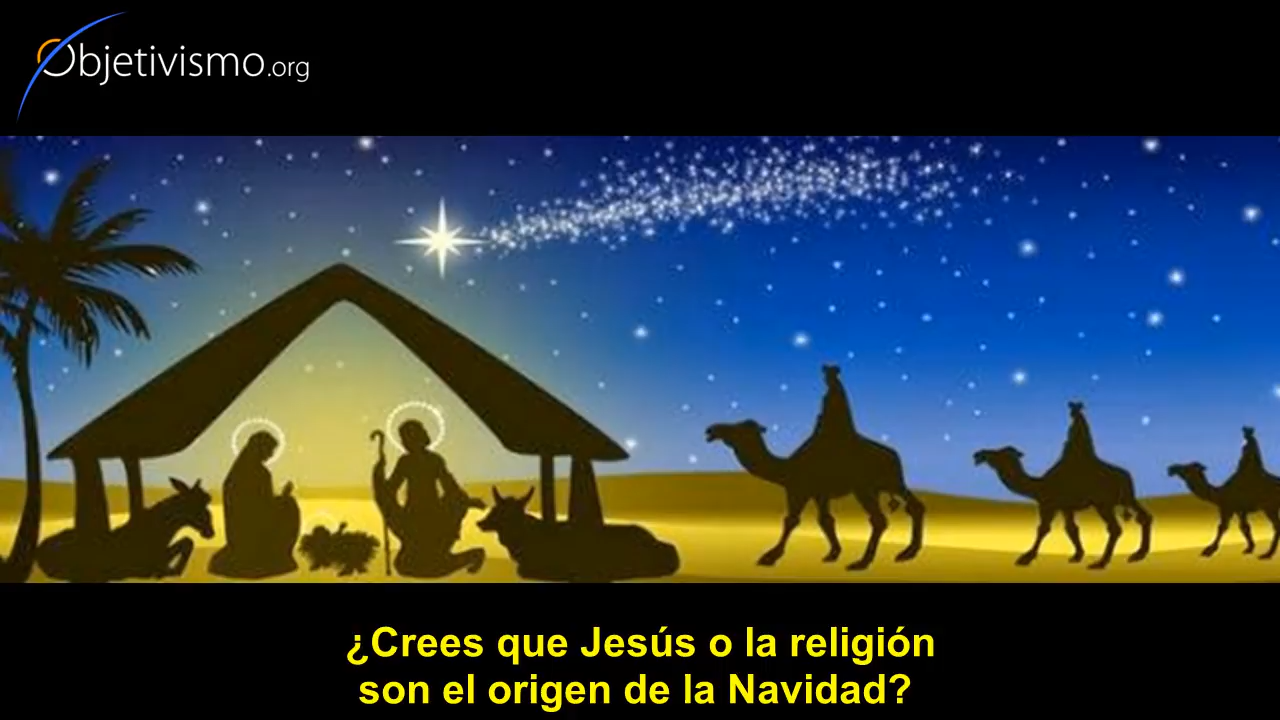 Objetivismo.org
¿Crees que Jesús o la religión
son el origen de la Navidad?